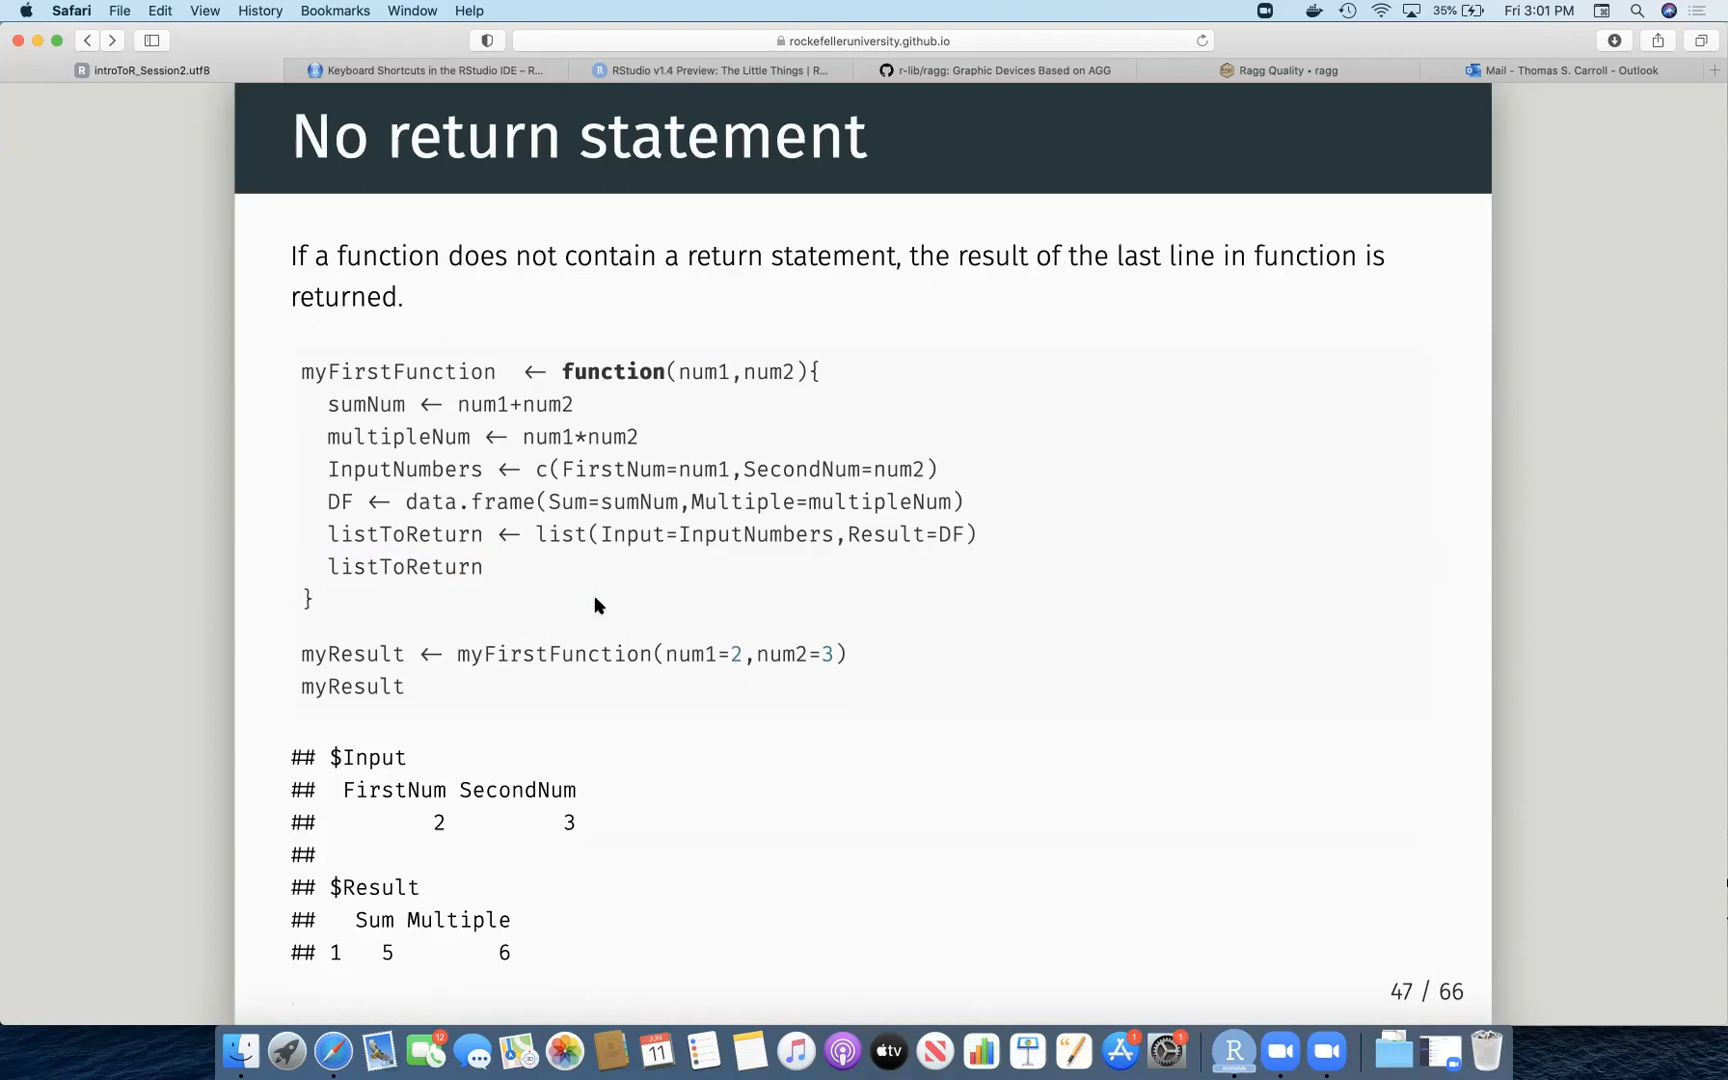 Safari File Edit View History Bookmarks Window Help 35% Fri 3:01 PM
rockefelleruniversity.github.io
introToR_Session2.utf8 Keyboard Shortcuts in the RStudio IDE – R... RStudio v1.4 Preview: The Little Things | R... r-lib/ragg: Graphic Devices Based on AGG Ragg Quality • ragg Mail - Thomas S. Carroll - Outlook
No return statement
If a function does not contain a return statement, the result of the last line in function is
returned.
myFirstFunction <- function(num1,num2){
sumNum <- num1+num2
multipleNum <- num1*num2
InputNumbers <- c(FirstNum=num1,SecondNum=num2)
DF <- data.frame(Sum=sumNum,Multiple=multipleNum)
listToReturn <- list(Input=InputNumbers,Result=DF)
listToReturn
}
myResult <- myFirstFunction(num1=2,num2=3)
myResult
## $Input
## FirstNum SecondNum
## 2 3
##
## $Result
## Sum Multiple
## 1 5 6
47 / 66
12 JUN 11 tv 1 1 R